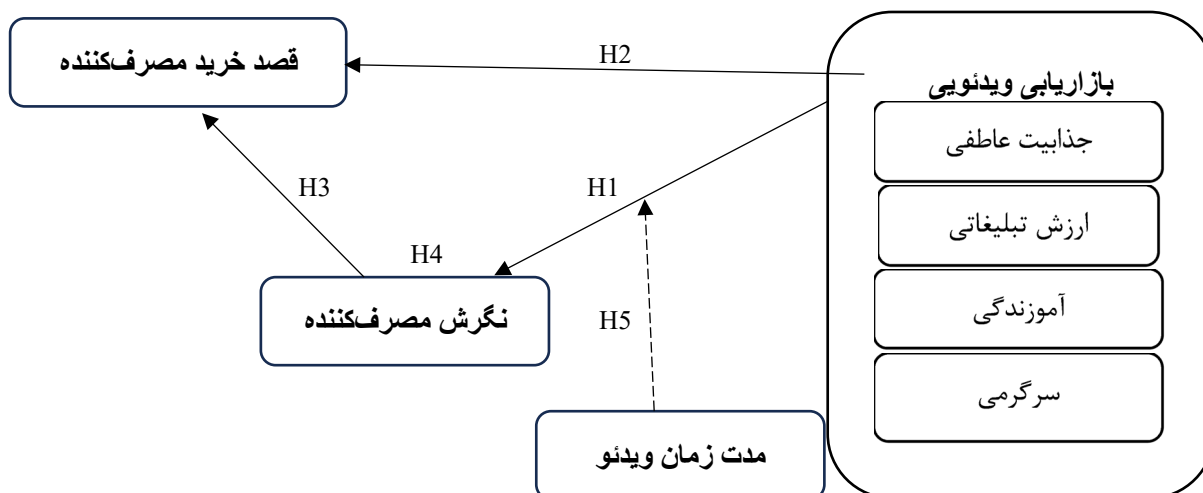 قصد خرید مصرف‌کننده
H2
بازاریابی ویدئویی
جذابیت عاطفی
H3
H1
ارزش تبلیغاتی
H4
نگرش مصرف‌کننده
آموزندگی
H5
سرگرمی
مدت زمان ویدئو